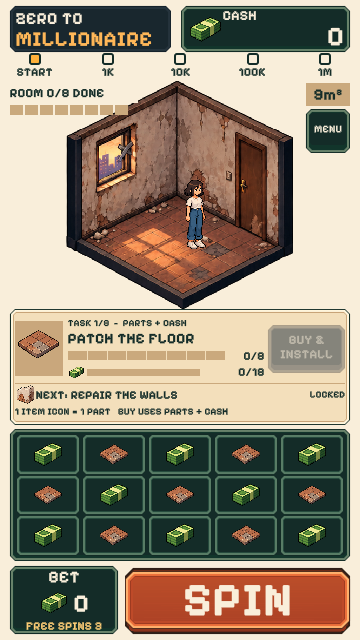 ZERO TO
MILLIONAIRE
CASH
0
START 1K 10K 100K 1M
ROOM 0/8 DONE
9m²
MENU
TASK 1/8 - PARTS + CASH
PATCH THE FLOOR
0/8
0/18
BUY &
INSTALL
NEXT: REPAIR THE WALLS
LOCKED
1 ITEM ICON = 1 PART BUY USES PARTS + CASH
BET
0
FREE SPINS 3
SPIN